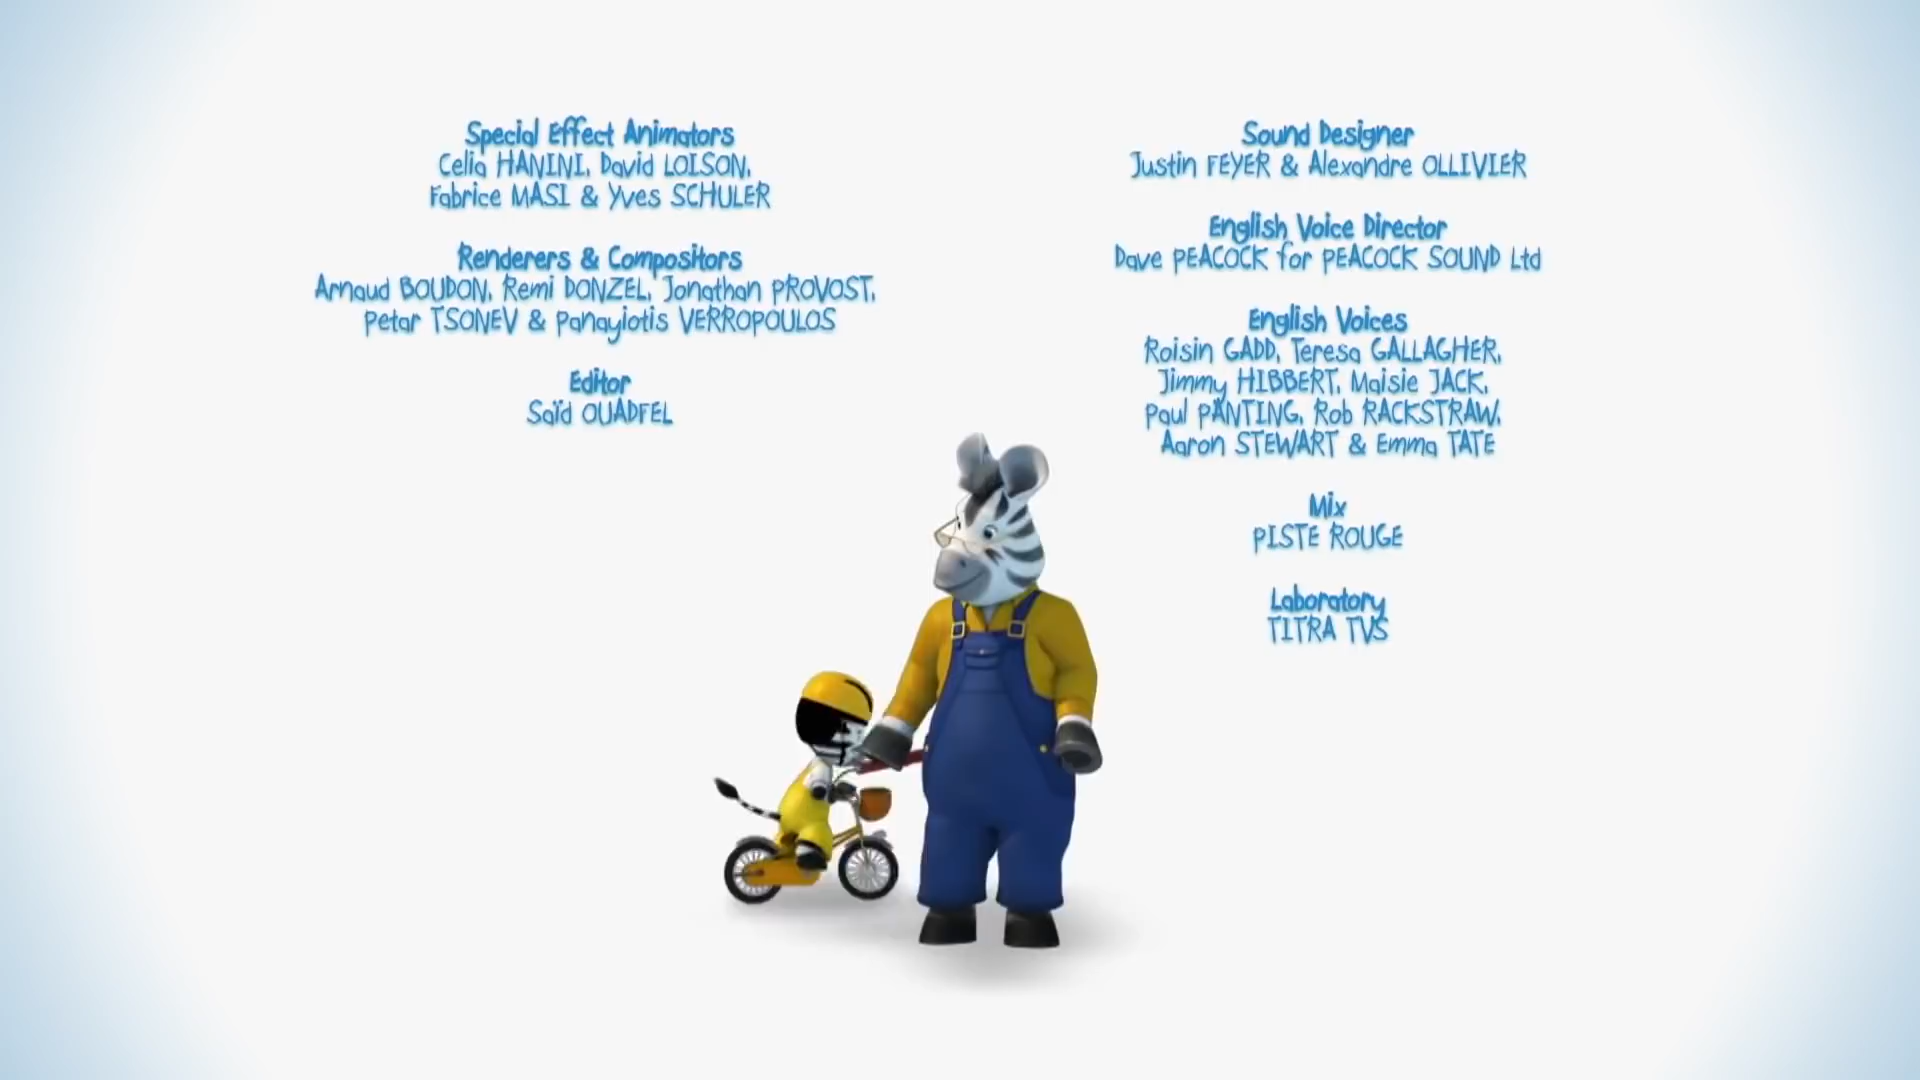 Special Effect Animators
Celia HANINI, David LOISON,
Fabrice MASI & Yves SCHULER
Renderers & Compositors
Arnaud BOUDON, Remi DONZEL, Jonathan PROVOST,
Petar TSONEV & Panayiotis VERROPOULOS
Editor
Saïd OUADFEL
Sound Designer
Justin FEYER & Alexandre OLLIVIER
English Voice Director
Dave PEACOCK for PEACOCK SOUND Ltd
English Voices
Roisin GADD, Teresa GALLAGHER,
Jimmy HIBBERT, Maisie JACK,
Paul PANTING, Rob RACKSTRAW,
Aaron STEWART & Emma TATE
Mix
PISTE ROUGE
Laboratory
TITRA TVS